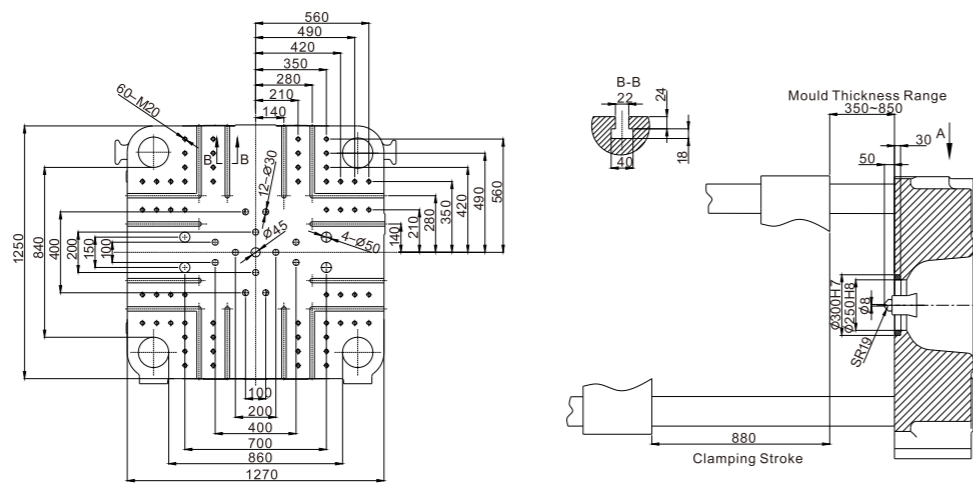 560
490
420
350
280
210
140
60-M20
B
B
12-Ø30
Ø45
4-Ø50
140
210
280
350
420
490
560
1250
840
400
200
150
100
100
200
400
700
860
1270
B-B
22
24
40
18
Mould Thickness Range
350~850
30
A
50
Ø300H7
Ø250H8
Ø8
SR19
880
Clamping Stroke